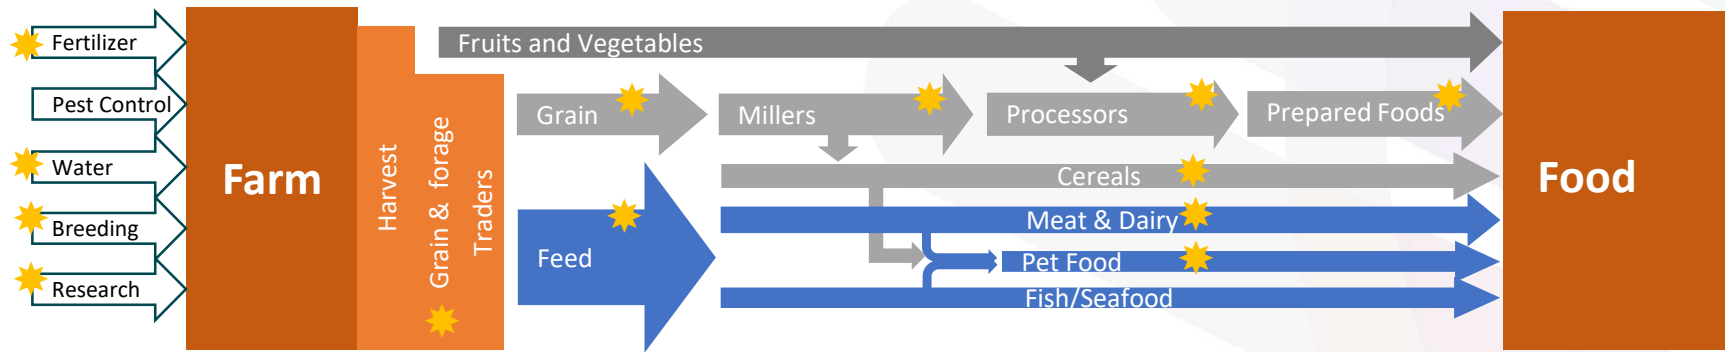 Fertilizer
Pest Control
Water
Breeding
Research
Farm
Harvest
Grain & forage
Traders
Fruits and Vegetables
Grain
Millers
Processors
Prepared Foods
Cereals
Feed
Meat & Dairy
Pet Food
Fish/Seafood
Food